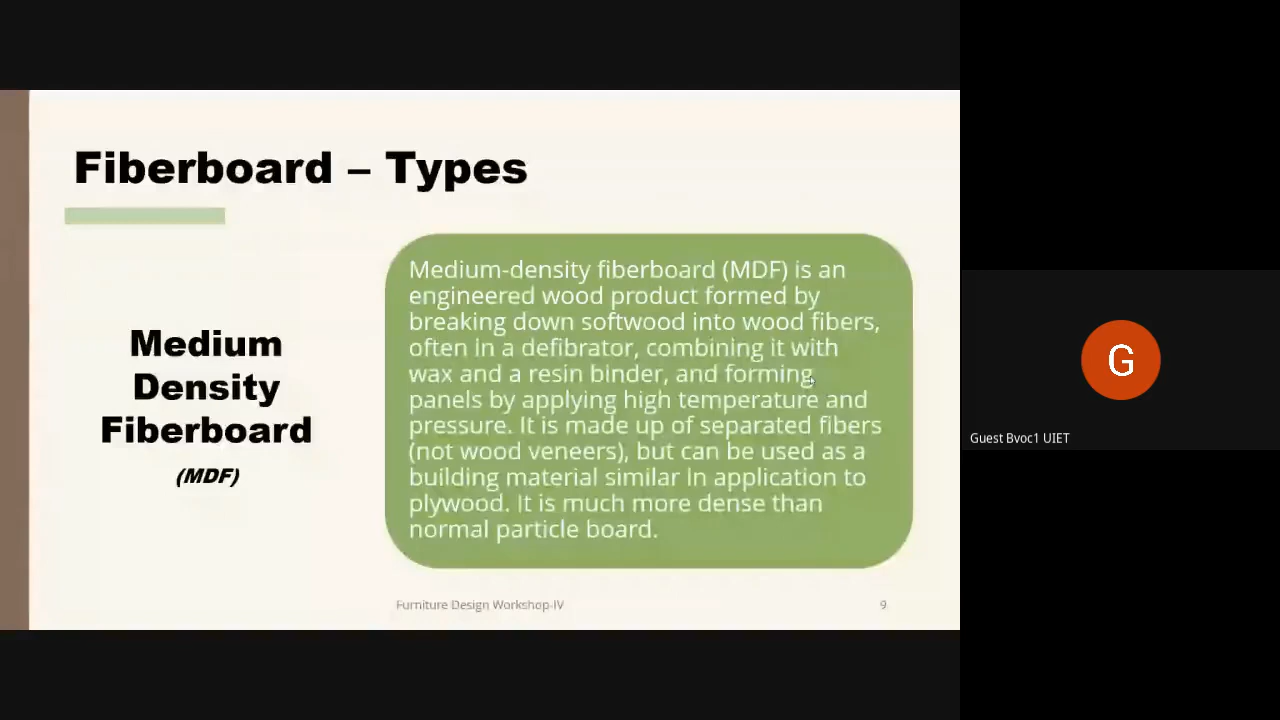 Fiberboard – Types
Medium
Density
Fiberboard
(MDF)
Medium-density fiberboard (MDF) is an
engineered wood product formed by
breaking down softwood into wood fibers,
often in a defibrator, combining it with
wax and a resin binder, and forming
panels by applying high temperature and
pressure. It is made up of separated fibers
(not wood veneers), but can be used as a
building material similar in application to
plywood. It is much more dense than
normal particle board.
Furniture Design Workshop-IV
9
G
Guest Bvoc1 UIET